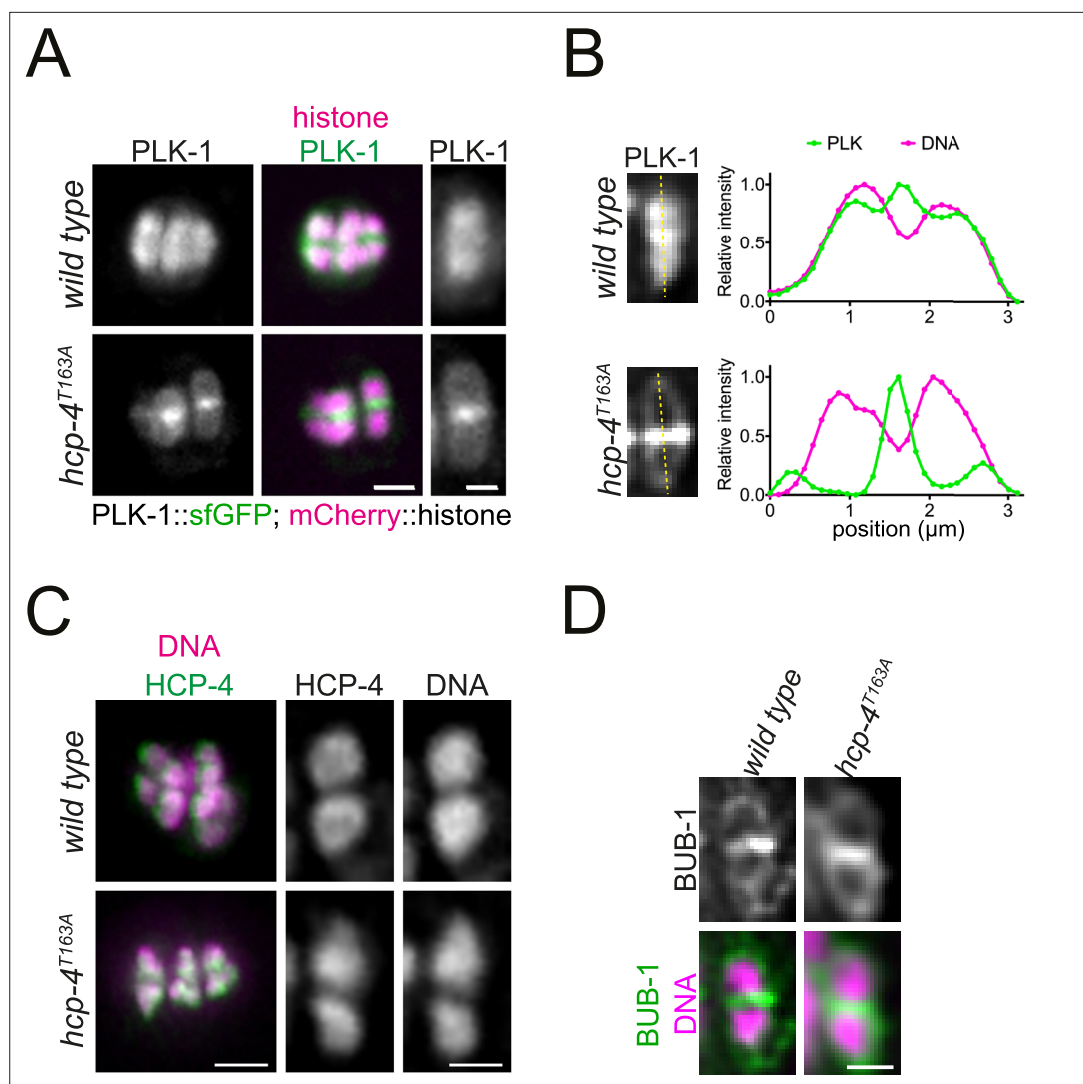 A
histone
PLK-1 PLK-1 PLK-1
wild type
hcp-4T163A
PLK-1::sfGFP; mCherry::histone
B
PLK DNA
PLK-1
wild type
Relative intensity
1.0
0.5
0.0
0 1 2 3
hcp-4T163A
Relative intensity
1.0
0.5
0.0
0 1 2 3
position (µm)
C
DNA
HCP-4 HCP-4 DNA
wild type
hcp-4T163A
D
wild type
hcp-4T163A
BUB-1
BUB-1
DNA